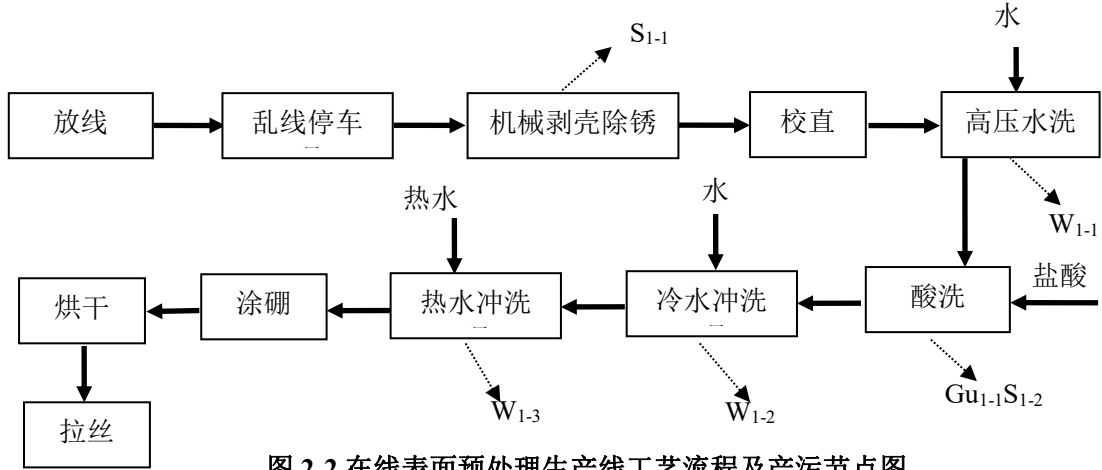 S1-1
水
放线
乱线停车
机械剥壳除锈
校直
高压水洗
W1-1
热水
水
盐酸
烘干
涂硼
热水冲洗
冷水冲洗
酸洗
W1-3
W1-2
Gu1-1S1-2
拉丝
图 2-2 在线表面预处理生产线工艺流程及产污节点图